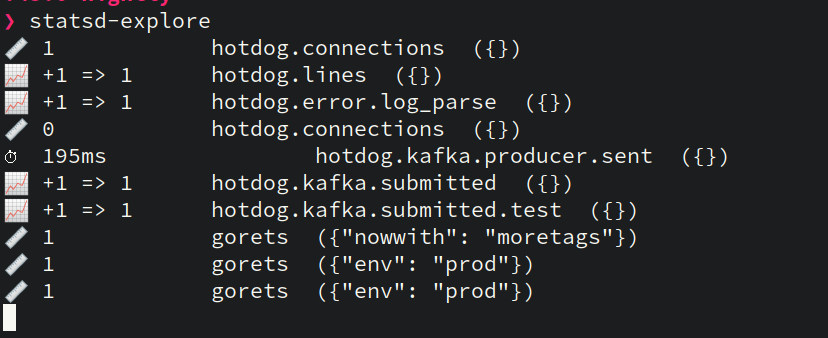 ❯ statsd-explore
📏 1 hotdog.connections ({})
📈 +1 => 1 hotdog.lines ({})
📈 +1 => 1 hotdog.error.log_parse ({})
📏 0 hotdog.connections ({})
⏱ 195ms hotdog.kafka.producer.sent ({})
📈 +1 => 1 hotdog.kafka.submitted ({})
📈 +1 => 1 hotdog.kafka.submitted.test ({})
📏 1 gorets ({"nowwith": "moretags"})
📏 1 gorets ({"env": "prod"})
📏 1 gorets ({"env": "prod"})